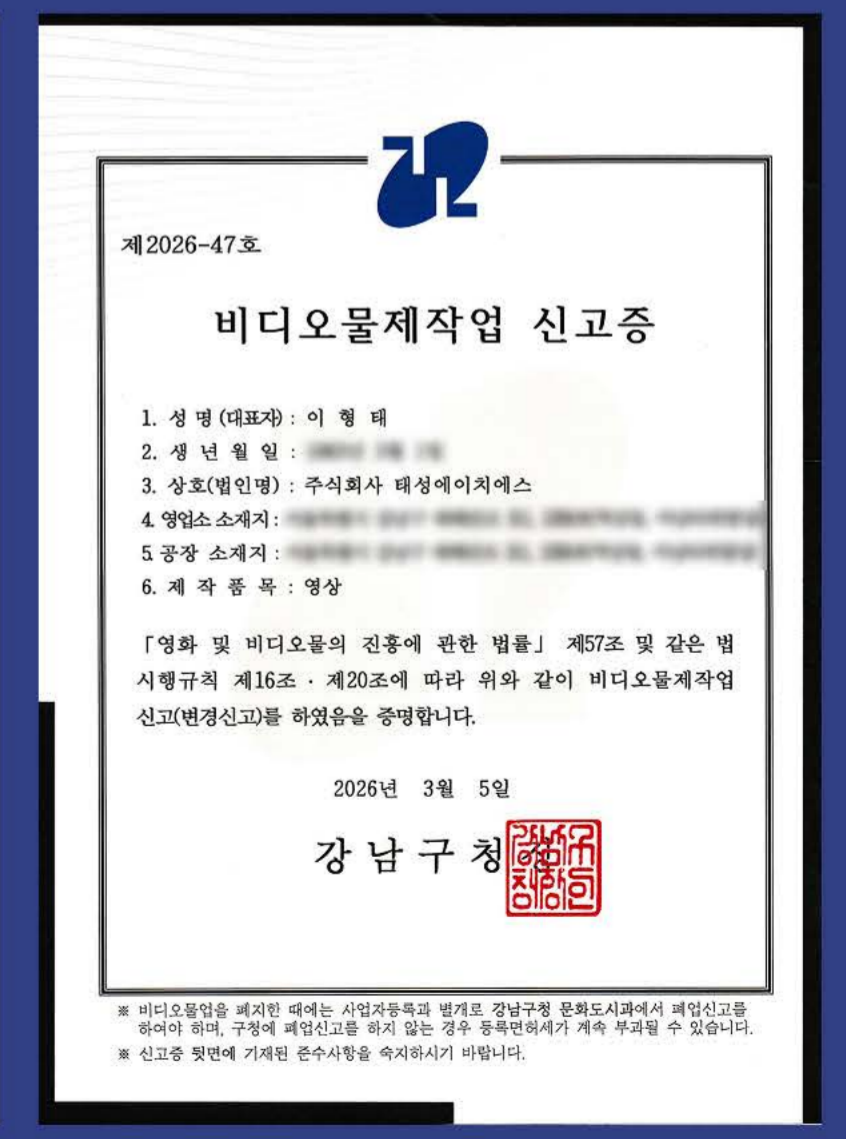 제2026-47호
비디오물제작업 신고증
1. 성 명 (대표자) : 이 형 태
2. 생 년 월 일 :
3. 상호(법인명) : 주식회사 태성에이치에스
4. 영업소 소재지 :
5. 공장 소재지 :
6. 제 작 품 목 : 영상
「영화 및 비디오물의 진흥에 관한 법률」 제57조 및 같은 법
시행규칙 제16조 · 제20조에 따라 위와 같이 비디오물제작업
신고(변경신고)를 하였음을 증명합니다.
2026년 3월 5일
강 남 구 청
※ 비디오물업을 폐지한 때에는 사업자등록과 별개로 강남구청 문화도시과에서 폐업신고를
하여야 하며, 구청에 폐업신고를 하지 않는 경우 등록면허세가 계속 부과될 수 있습니다.
※ 신고증 뒷면에 기재된 준수사항을 숙지하시기 바랍니다.